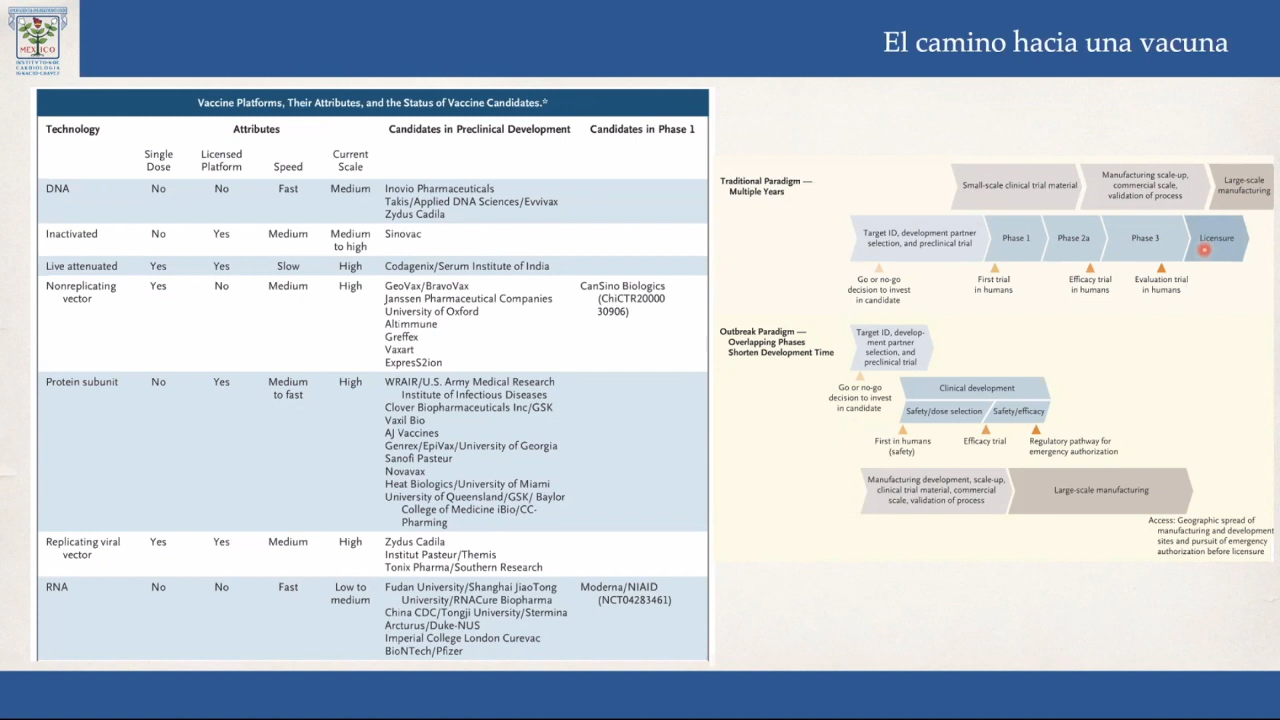 El camino hacia una vacuna
MEXICO
INSTITVTO•N•DE
CARDIOLOGIA
IGNACIO•CHAVEZ
Vaccine Platforms, Their Attributes, and the Status of Vaccine Candidates.*
Technology Attributes Candidates in Preclinical Development Candidates in Phase 1
Single Dose Licensed Platform Speed Current Scale
DNA No No Fast Medium Inovio Pharmaceuticals
Takis/Applied DNA Sciences/Evvivax
Zydus Cadila
Inactivated No Yes Medium Medium to high Sinovac
Live attenuated Yes Yes Slow High Codagenix/Serum Institute of India
Nonreplicating vector Yes No Medium High GeoVax/BravoVax CanSino Biologics
Janssen Pharmaceutical Companies (ChiCTR20000
University of Oxford 30906)
Altimmune
Greffex
Vaxart
ExpresS2ion
Protein subunit No Yes Medium to fast High WRAIR/U.S. Army Medical Research
Institute of Infectious Diseases
Clover Biopharmaceuticals Inc/GSK
Vaxil Bio
AJ Vaccines
Genrex/EpiVax/University of Georgia
Sanofi Pasteur
Novavax
Heat Biologics/University of Miami
University of Queensland/GSK/ Baylor
College of Medicine iBio/CC-
Pharming
Replicating viral vector Yes Yes Medium High Zydus Cadila
Institut Pasteur/Themis
Tonix Pharma/Southern Research
RNA No No Fast Low to medium Fudan University/Shanghai JiaoTong Moderna/NIAID
University/RNACure Biopharma (NCT04283461)
China CDC/Tongji University/Stermina
Arcturus/Duke-NUS
Imperial College London Curevac
BioNTech/Pfizer
Traditional Paradigm —
Multiple Years
Small-scale clinical trial material
Manufacturing scale-up,
commercial scale,
validation of process
Large-scale
manufacturing
Target ID, development partner
selection, and preclinical trial
Phase 1
Phase 2a
Phase 3
Licensure
Go or no-go
decision to invest
in candidate
First trial
in humans
Efficacy trial
in humans
Evaluation trial
in humans
Outbreak Paradigm —
Overlapping Phases
Shorten Development Time
Target ID, develop-
ment partner
selection, and
preclinical trial
Go or no-go
decision to invest
in candidate
Clinical development
Safety/dose selection
Safety/efficacy
First in humans
(safety)
Efficacy trial
Regulatory pathway for
emergency authorization
Manufacturing development, scale-up,
clinical trial material, commercial
scale, validation of process
Large-scale manufacturing
Access: Geographic spread of
manufacturing and development
sites and pursuit of emergency
authorization before licensure